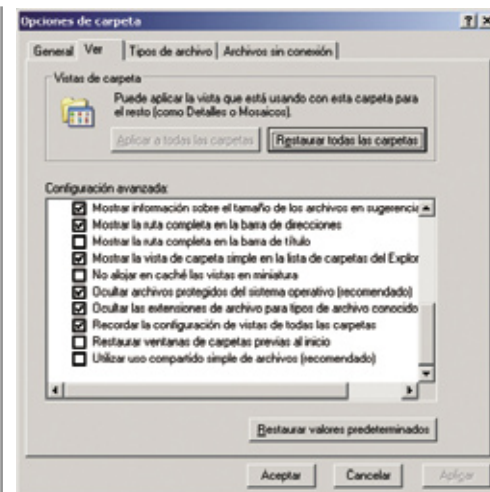 Opciones de carpeta
General Ver Tipos de archivo Archivos sin conexión
Vistas de carpeta
Puede aplicar la vista que está usando con esta carpeta para
el resto (como Detalles o Mosaicos).
Aplicar a todas las carpetas Restaurar todas las carpetas
Configuración avanzada:
Mostrar información sobre el tamaño de los archivos en sugerencia
Mostrar la ruta completa en la barra de direcciones
Mostrar la ruta completa en la barra de título
Mostrar la vista de carpeta simple en la lista de carpetas del Explor
No alojar en caché las vistas en miniatura
Ocultar archivos protegidos del sistema operativo (recomendado)
Ocultar las extensiones de archivo para tipos de archivo conocido
Recordar la configuración de vistas de todas las carpetas
Restaurar ventanas de carpetas previas al inicio
Utilizar uso compartido simple de archivos (recomendado)
Restaurar valores predeterminados
Aceptar Cancelar Aplicar